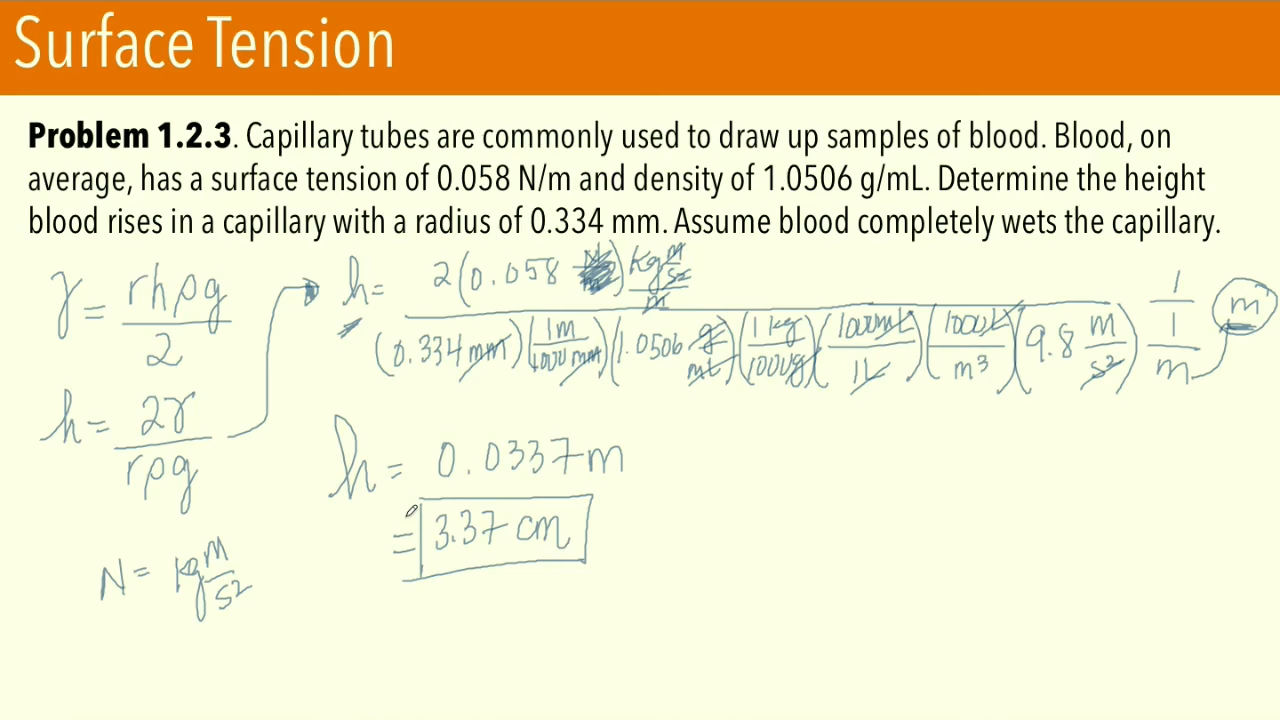 Surface Tension
Problem 1.2.3. Capillary tubes are commonly used to draw up samples of blood. Blood, on
average, has a surface tension of 0.058 N/m and density of 1.0506 g/mL. Determine the height
blood rises in a capillary with a radius of 0.334 mm. Assume blood completely wets the capillary.
γ = rhρg / 2
h = 2γ / rρg
N = kg m/s²
h = 2(0.058 N/m) kg m/s² / m
(0.334 mm)(1m / 1000 mm)(1.0506 g/mL)(1 kg / 1000g)(1000mL / 1L)(1000L / m³)(9.8 m/s²)
1 / 1/m
m
h = 0.0337m
= 3.37 cm